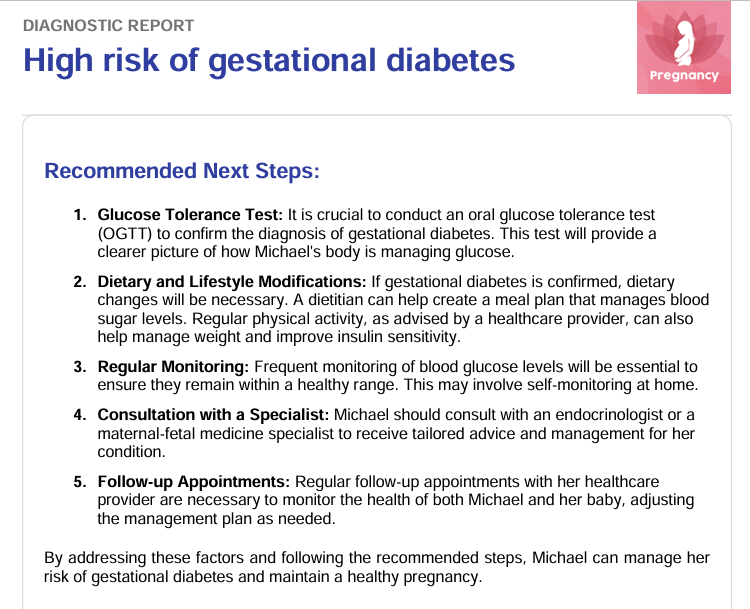 DIAGNOSTIC REPORT
High risk of gestational diabetes
Pregnancy
Recommended Next Steps:
1. Glucose Tolerance Test: It is crucial to conduct an oral glucose tolerance test
(OGTT) to confirm the diagnosis of gestational diabetes. This test will provide a
clearer picture of how Michael's body is managing glucose.
2. Dietary and Lifestyle Modifications: If gestational diabetes is confirmed, dietary
changes will be necessary. A dietitian can help create a meal plan that manages blood
sugar levels. Regular physical activity, as advised by a healthcare provider, can also
help manage weight and improve insulin sensitivity.
3. Regular Monitoring: Frequent monitoring of blood glucose levels will be essential to
ensure they remain within a healthy range. This may involve self-monitoring at home.
4. Consultation with a Specialist: Michael should consult with an endocrinologist or a
maternal-fetal medicine specialist to receive tailored advice and management for her
condition.
5. Follow-up Appointments: Regular follow-up appointments with her healthcare
provider are necessary to monitor the health of both Michael and her baby, adjusting
the management plan as needed.
By addressing these factors and following the recommended steps, Michael can manage her
risk of gestational diabetes and maintain a healthy pregnancy.